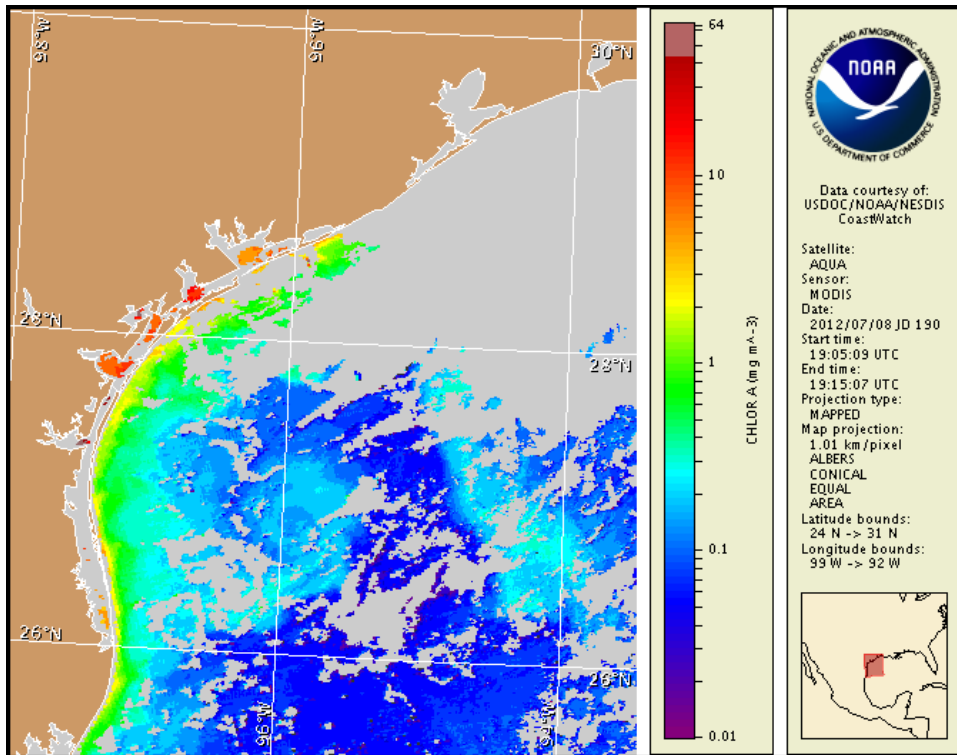 98°W
96°W
30°N
28°N
28°N
26°N
26°N
96°W
94°W
64
10
1
0.1
0.01
CHLOR A (mg m^-3)
NATIONAL OCEANIC AND ATMOSPHERIC ADMINISTRATION
NOAA
U.S. DEPARTMENT OF COMMERCE
Data courtesy of:
USDOC/NOAA/NESDIS
CoastWatch
Satellite:
AQUA
Sensor:
MODIS
Date:
2012/07/08 JD 190
Start time:
19:05:09 UTC
End time:
19:15:07 UTC
Projection type:
MAPPED
Map projection:
1.01 km/pixel
ALBERS
CONICAL
EQUAL
AREA
Latitude bounds:
24 N -> 31 N
Longitude bounds:
99 W -> 92 W